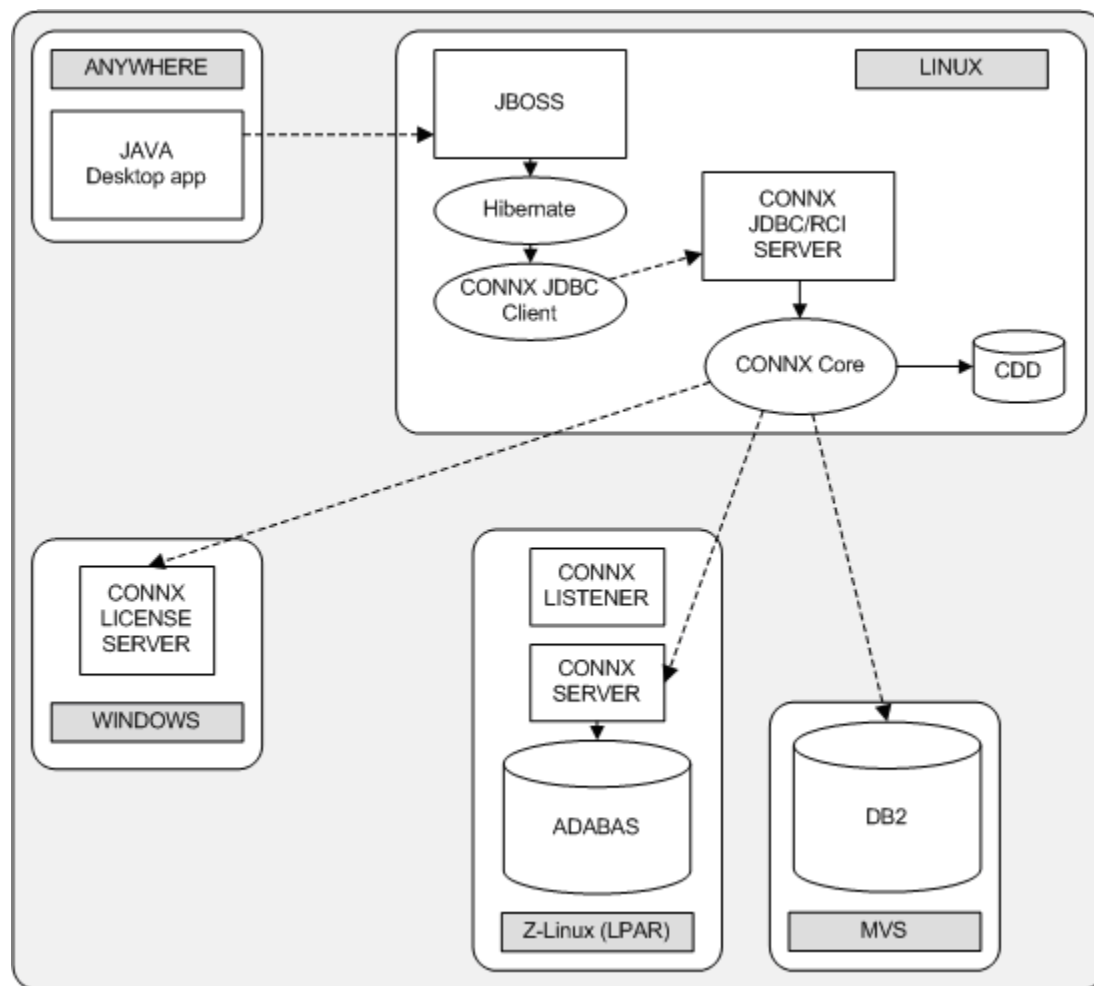 ANYWHERE
JAVA
Desktop app
LINUX
JBOSS
Hibernate
CONNX JDBC
Client
CONNX
JDBC/RCI
SERVER
CONNX Core
CDD
CONNX
LICENSE
SERVER
WINDOWS
CONNX
LISTENER
CONNX
SERVER
ADABAS
Z-Linux (LPAR)
DB2
MVS